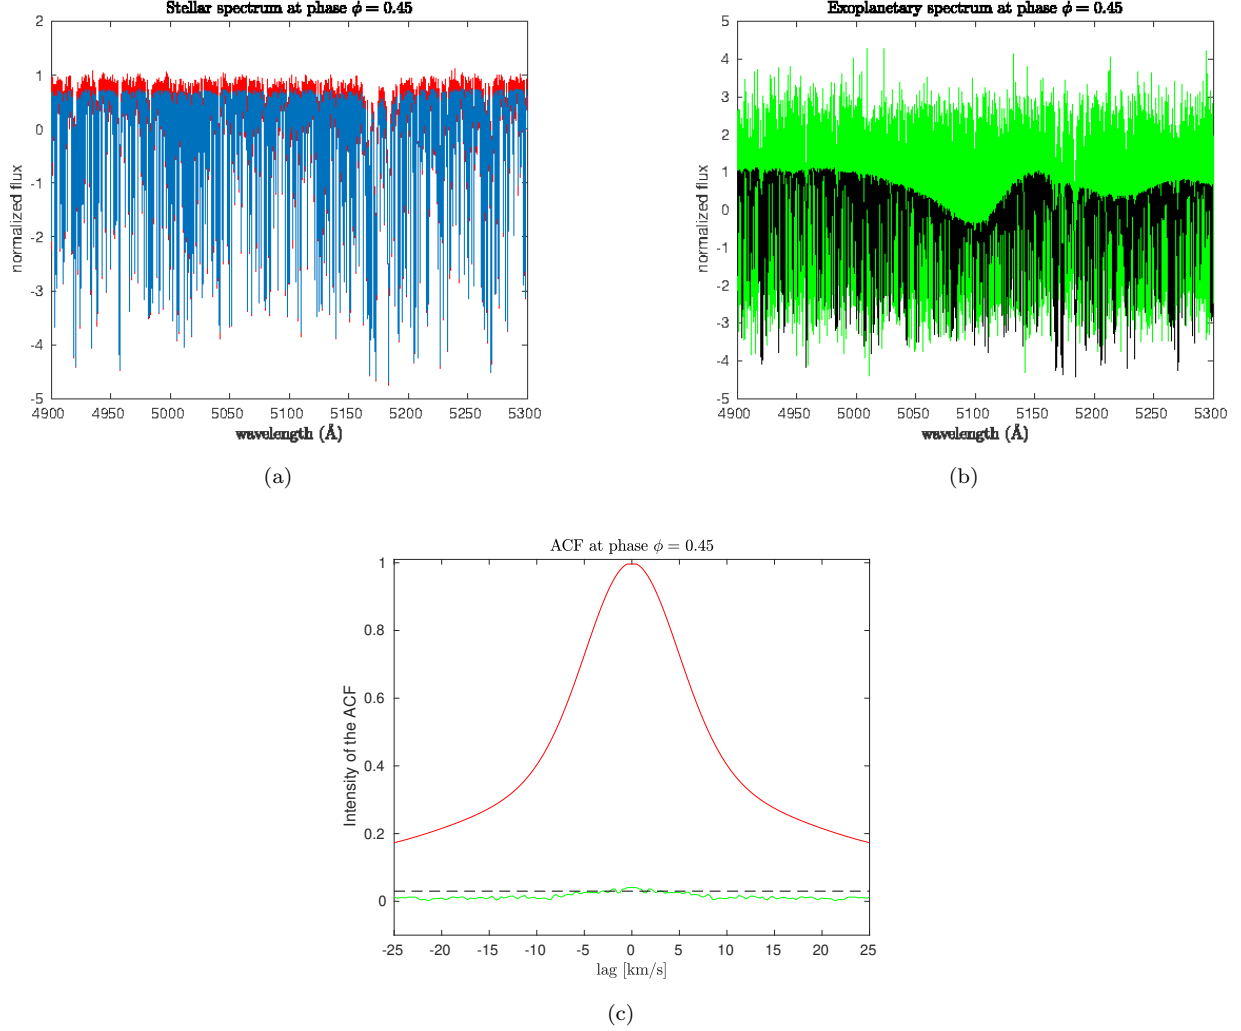 Stellar spectrum at phase ϕ = 0.45
2
1
0
-1
-2
-3
-4
-5
normalized flux
4900 4950 5000 5050 5100 5150 5200 5250 5300
wavelength (Å)
(a)
Exoplanetary spectrum at phase ϕ = 0.45
5
4
3
2
1
0
-1
-2
-3
-4
-5
normalized flux
4900 4950 5000 5050 5100 5150 5200 5250 5300
wavelength (Å)
(b)
ACF at phase ϕ = 0.45
1
0.8
0.6
0.4
0.2
0
Intensity of the ACF
-25 -20 -15 -10 -5 0 5 10 15 20 25
lag [km/s]
(c)